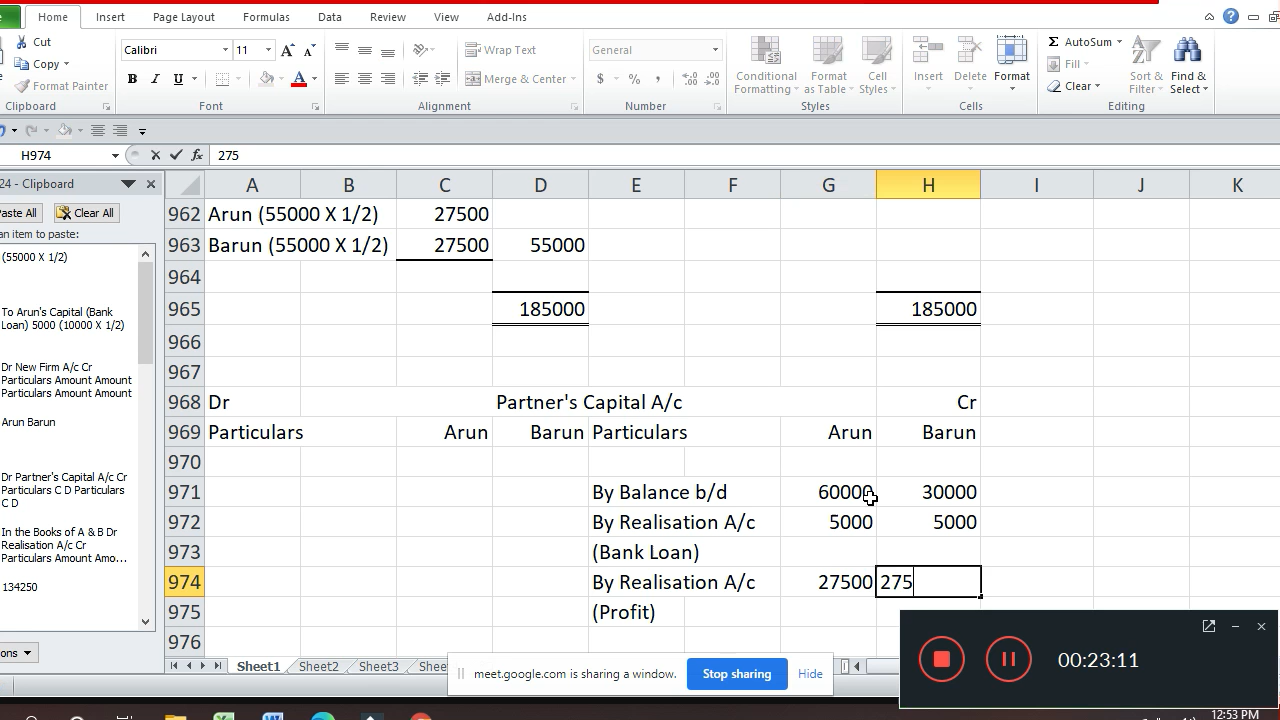 Home Insert Page Layout Formulas Data Review View Add-Ins
Cut
Copy
Format Painter
Clipboard
Calibri 11
B I U
Font
Wrap Text
Merge & Center
Alignment
General
$ % ,
Number
Conditional Formatting
Format as Table
Cell Styles
Styles
Insert Delete Format
Cells
AutoSum
Fill
Clear
Sort & Filter
Find & Select
Editing
H974 fx 275
24 - Clipboard
Paste All Clear All
an item to paste:
(55000 X 1/2)
To Arun's Capital (Bank
Loan) 5000 (10000 X 1/2)
Dr New Firm A/c Cr
Particulars Amount Amount
Particulars Amount Amount
Arun Barun
Dr Partner's Capital A/c Cr
Particulars C D Particulars
C D
In the Books of A & B Dr
Realisation A/c Cr
Particulars Amount Amo...
134250
ons
A B C D E F G H I J K
962 Arun (55000 X 1/2) 27500
963 Barun (55000 X 1/2) 27500 55000
964
965 185000 185000
966
967
968 Dr Partner's Capital A/c Cr
969 Particulars Arun Barun Particulars Arun Barun
970
971 By Balance b/d 60000 30000
972 By Realisation A/c 5000 5000
973 (Bank Loan)
974 By Realisation A/c 27500 275
975 (Profit)
976
Sheet1 Sheet2 Sheet3
meet.google.com is sharing a window. Stop sharing Hide
00:23:11
12:53 PM